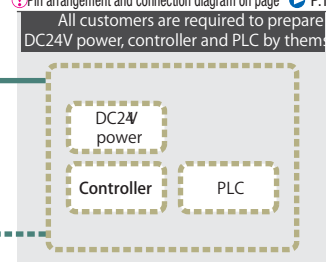 Pin arrangement and connection diagram on page P.1
All customers are required to prepare
DC24V power, controller and PLC by thems
DC24V
power
Controller
PLC